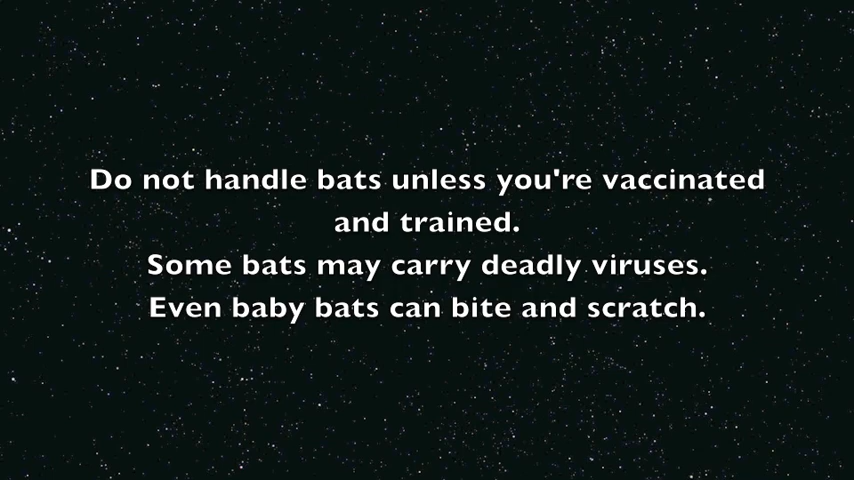 Do not handle bats unless you're vaccinated
and trained.
Some bats may carry deadly viruses.
Even baby bats can bite and scratch.